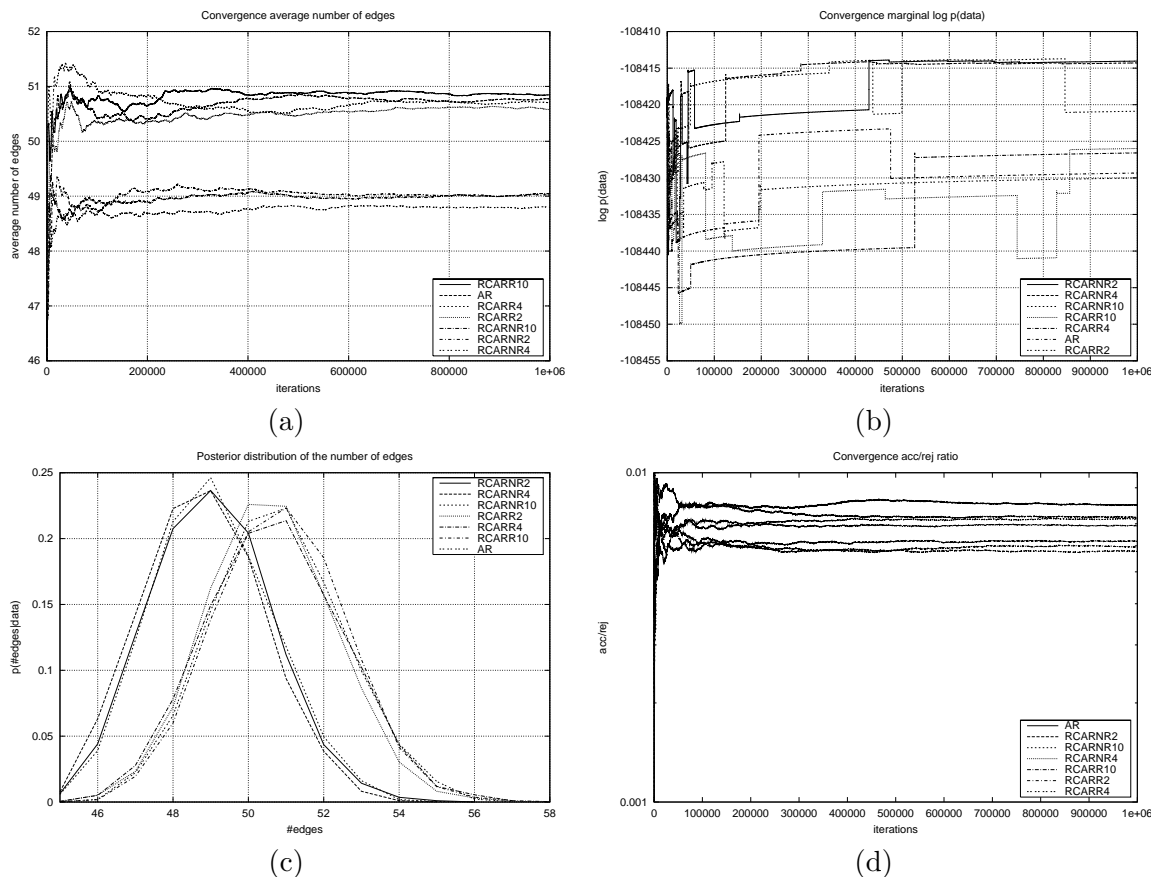 Convergence average number of edges
52
51
50
49
48
47
46
average number of edges
0
200000
400000
600000
800000
1e+06
iterations
RCARR10
AR
RCARR4
RCARR2
RCARNR10
RCARNR2
RCARNR4
(a)
Convergence marginal log p(data)
-108410
-108415
-108420
-108425
-108430
-108435
-108440
-108445
-108450
-108455
log p(data)
0
100000
200000
300000
400000
500000
600000
700000
800000
900000
1e+06
iterations
RCARNR2
RCARNR4
RCARNR10
RCARR10
RCARR4
AR
RCARR2
(b)
Posterior distribution of the number of edges
0.25
0.2
0.15
0.1
0.05
0
p(#edges|data)
46
48
50
52
54
56
58
#edges
RCARNR2
RCARNR4
RCARNR10
RCARR2
RCARR4
RCARR10
AR
(c)
Convergence acc/rej ratio
0.01
0.001
acc/rej
0
100000
200000
300000
400000
500000
600000
700000
800000
900000
1e+06
iterations
AR
RCARNR2
RCARNR10
RCARNR4
RCARR10
RCARR2
RCARR4
(d)